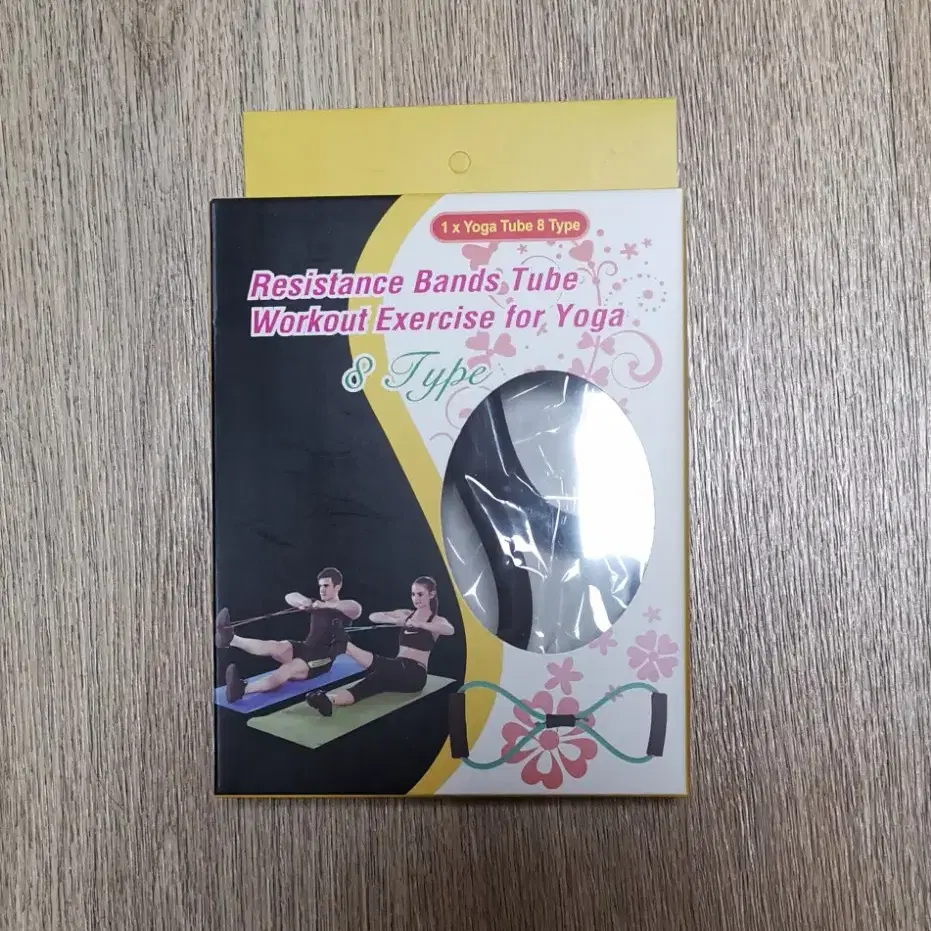 1 x Yoga Tube 8 Type
Resistance Bands Tube
Workout Exercise for Yoga
8 Type